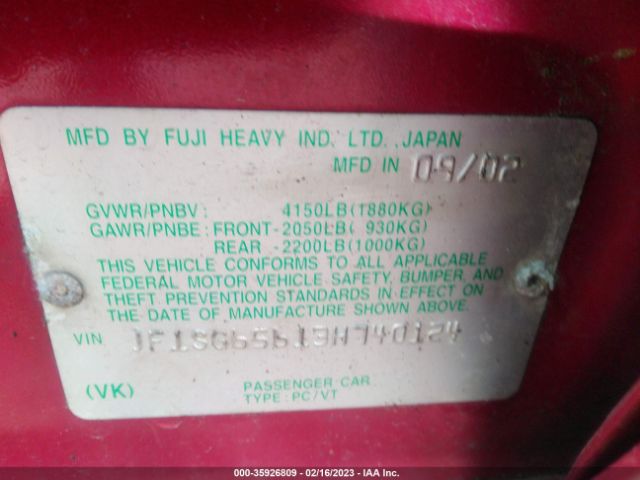 MFD BY FUJI HEAVY IND. LTD. JAPAN
MFD IN 09/02
GVWR/PNBV: 4150LB(1880KG)
GAWR/PNBE: FRONT-2050LB( 930KG)
REAR -2200LB(1000KG)
THIS VEHICLE CONFORMS TO ALL APPLICABLE
FEDERAL MOTOR VEHICLE SAFETY, BUMPER, AND
THEFT PREVENTION STANDARDS IN EFFECT ON
THE DATE OF MANUFACTURE SHOWN ABOVE.
VIN JF1SG65613H740124
(VK) PASSENGER CAR
TYPE: PC/VT
000-35926809 - 02/16/2023 - IAA Inc.